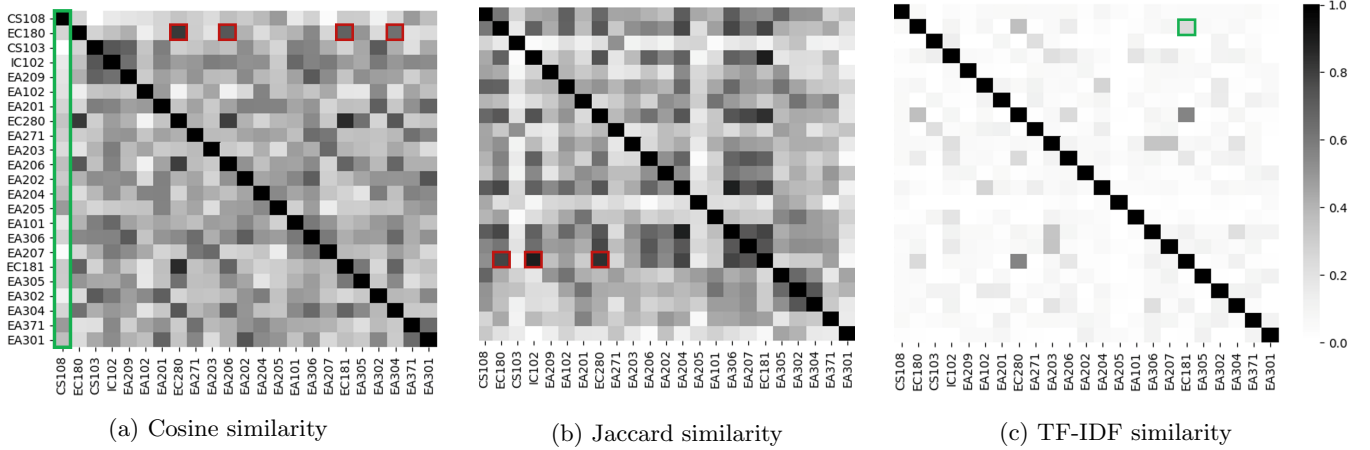 CS108
EC180
CS103
IC102
EA209
EA102
EA201
EC280
EA271
EA203
EA206
EA202
EA204
EA205
EA101
EA306
EA207
EC181
EA305
EA302
EA304
EA371
EA301
CS108 EC180 CS103 IC102 EA209 EA102 EA201 EC280 EA271 EA203 EA206 EA202 EA204 EA205 EA101 EA306 EA207 EC181 EA305 EA302 EA304 EA371 EA301
CS108 EC180 CS103 IC102 EA209 EA102 EA201 EC280 EA271 EA203 EA206 EA202 EA204 EA205 EA101 EA306 EA207 EC181 EA305 EA302 EA304 EA371 EA301
CS108 EC180 CS103 IC102 EA209 EA102 EA201 EC280 EA271 EA203 EA206 EA202 EA204 EA205 EA101 EA306 EA207 EC181 EA305 EA302 EA304 EA371 EA301
1.0
0.8
0.6
0.4
0.2
0.0
(a) Cosine similarity
(b) Jaccard similarity
(c) TF-IDF similarity